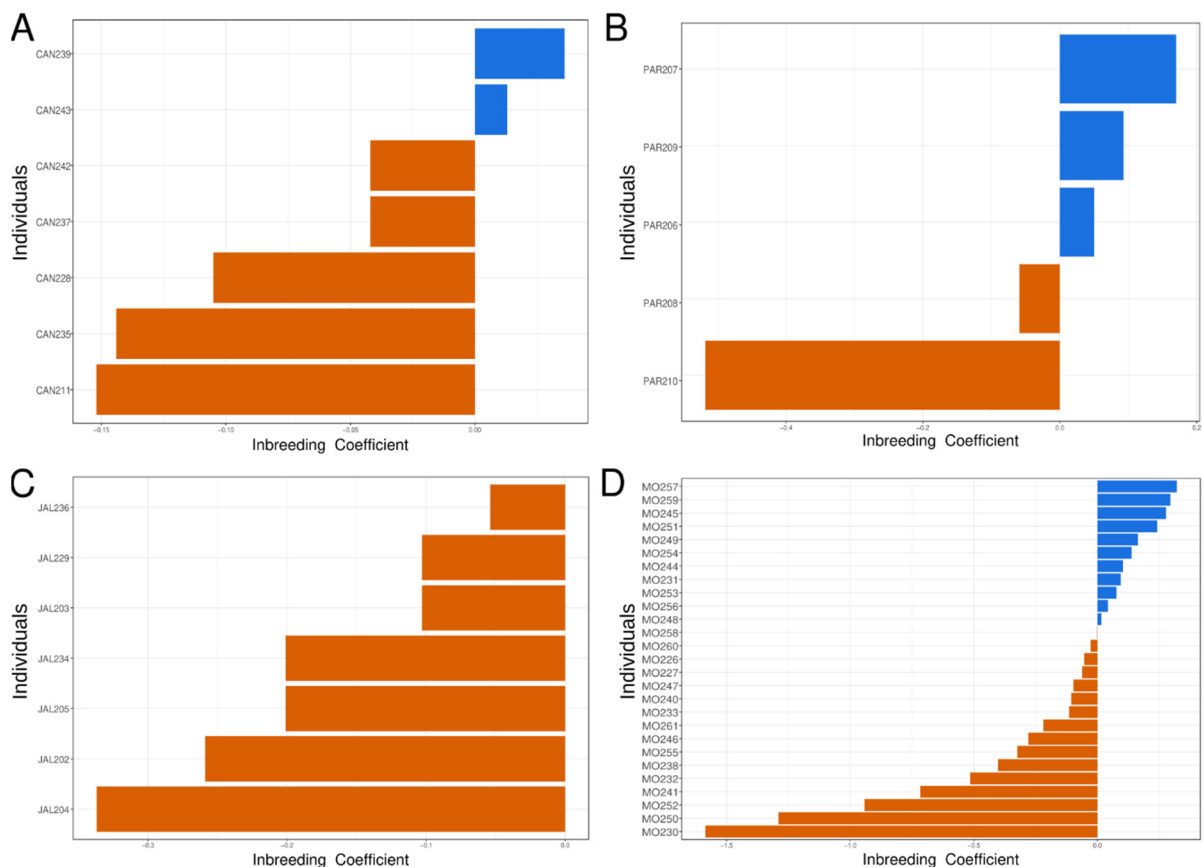 A
Individuals
CAN239
CAN243
CAN242
CAN237
CAN228
CAN235
CAN211
−0.15 −0.10 −0.05 0.00
Inbreeding Coefficient
B
Individuals
PAR207
PAR209
PAR206
PAR208
PAR210
−0.4 −0.2 0.0 0.2
Inbreeding Coefficient
C
Individuals
JAL236
JAL229
JAL203
JAL234
JAL205
JAL202
JAL204
−0.3 −0.2 −0.1 0.0
Inbreeding Coefficient
D
Individuals
MO257
MO259
MO245
MO251
MO249
MO254
MO244
MO231
MO253
MO256
MO248
MO258
MO260
MO226
MO227
MO247
MO240
MO233
MO261
MO246
MO255
MO238
MO232
MO241
MO252
MO250
MO230
−1.5 −1.0 −0.5 0.0
Inbreeding Coefficient